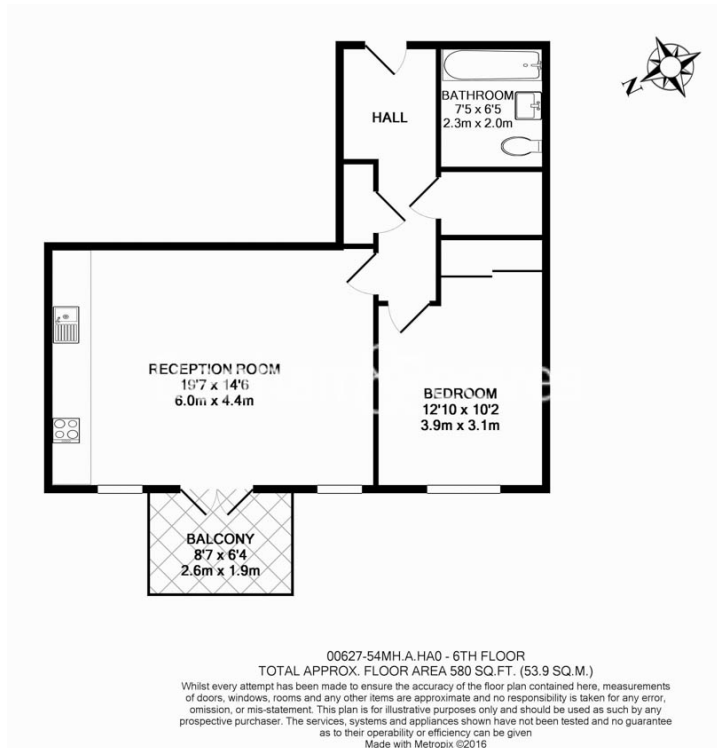 N
BATHROOM
7'5 x 6'5
2.3m x 2.0m
HALL
RECEPTION ROOM
19'7 x 14'6
6.0m x 4.4m
BEDROOM
12'10 x 10'2
3.9m x 3.1m
BALCONY
8'7 x 6'4
2.6m x 1.9m
00627-54MH.A.HA0 - 6TH FLOOR
TOTAL APPROX. FLOOR AREA 580 SQ.FT. (53.9 SQ.M.)
Whilst every attempt has been made to ensure the accuracy of the floor plan contained here, measurements
of doors, windows, rooms and any other items are approximate and no responsibility is taken for any error,
omission, or mis-statement. This plan is for illustrative purposes only and should be used as such by any
prospective purchaser. The services, systems and appliances shown have not been tested and no guarantee
as to their operability or efficiency can be given
Made with Metropix ©2016